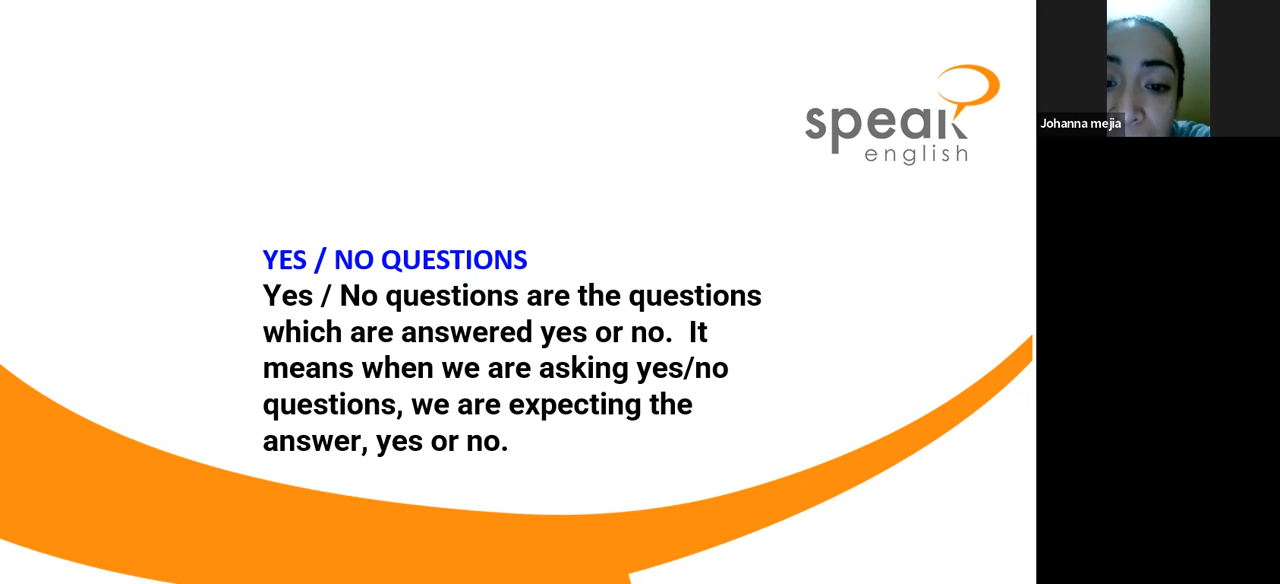 speak
english
Johanna mejia
YES / NO QUESTIONS
Yes / No questions are the questions
which are answered yes or no.  It
means when we are asking yes/no
questions, we are expecting the
answer, yes or no.